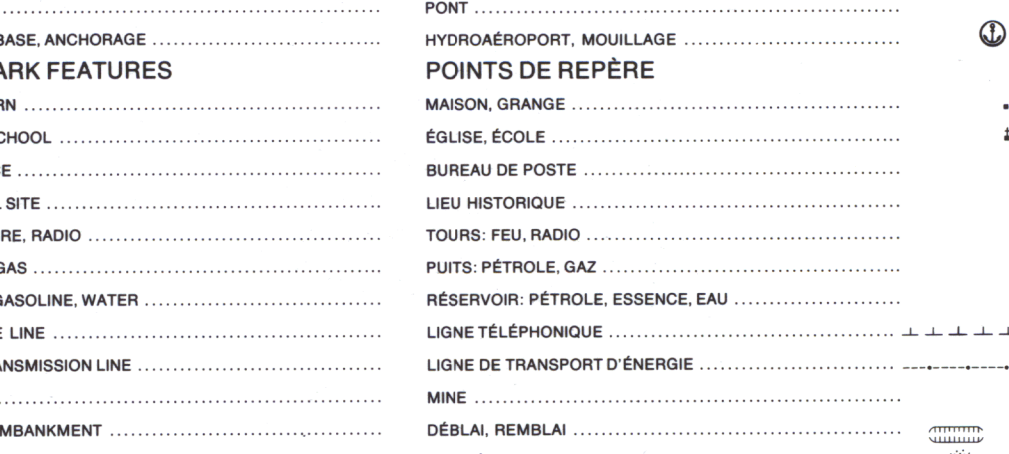 PONT
BASE, ANCHORAGE
HYDROAÉROPORT, MOUILLAGE
ARK FEATURES
POINTS DE REPÈRE
RN
MAISON, GRANGE
CHOOL
ÉGLISE, ÉCOLE
E
BUREAU DE POSTE
SITE
LIEU HISTORIQUE
RE, RADIO
TOURS: FEU, RADIO
GAS
PUITS: PÉTROLE, GAZ
GASOLINE, WATER
RÉSERVOIR: PÉTROLE, ESSENCE, EAU
E LINE
LIGNE TÉLÉPHONIQUE
ANSMISSION LINE
LIGNE DE TRANSPORT D'ÉNERGIE
MINE
MBANKMENT
DÉBLAI, REMBLAI